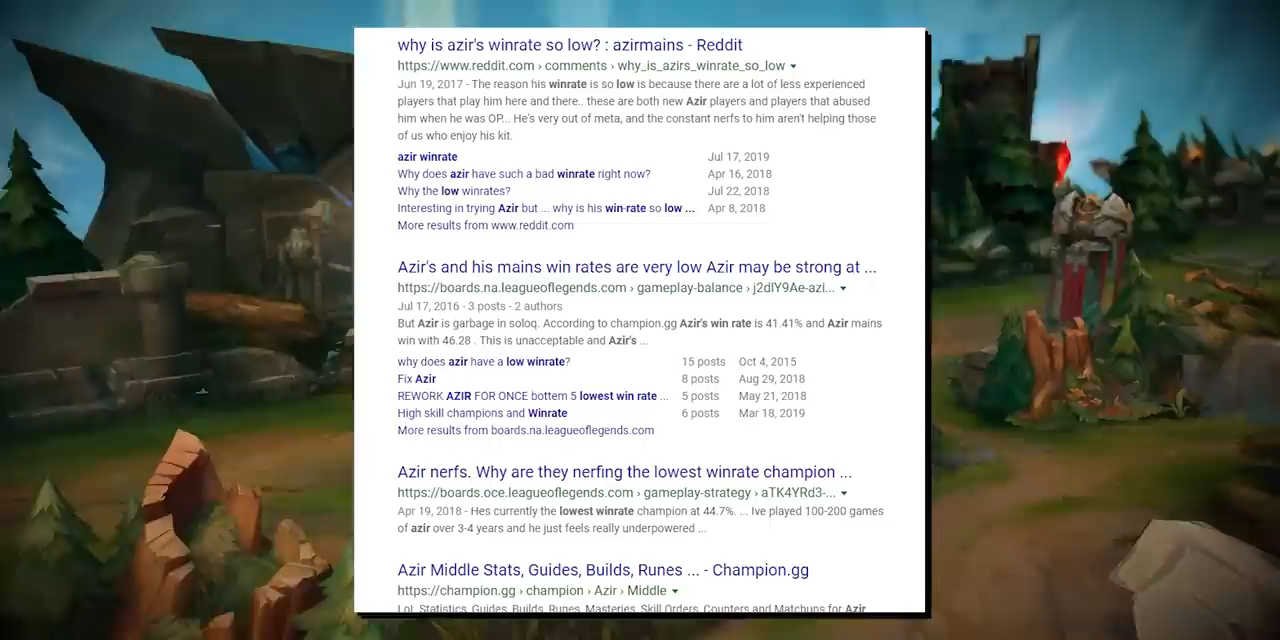 why is azir's winrate so low? : azirmains - Reddit
https://www.reddit.com › comments › why_is_azirs_winrate_so_low
Jun 19, 2017 - The reason his winrate is so low is because there are a lot of less experienced
players that play him here and there.. these are both new Azir players and players that abused
him when he was OP... He's very out of meta, and the constant nerfs to him aren't helping those
of us who enjoy his kit.
azir winrate Jul 17, 2019
Why does azir have such a bad winrate right now? Apr 16, 2018
Why the low winrates? Jul 22, 2018
Interesting in trying Azir but ... why is his win-rate so low ... Apr 8, 2018
More results from www.reddit.com
Azir's and his mains win rates are very low Azir may be strong at ...
https://boards.na.leagueoflegends.com › gameplay-balance › j2dlY9Ae-azi...
Jul 17, 2016 - 3 posts - 2 authors
But Azir is garbage in soloq. According to champion.gg Azir's win rate is 41.41% and Azir mains
win with 46.28 . This is unacceptable and Azir's ...
why does azir have a low winrate? 15 posts Oct 4, 2015
Fix Azir 8 posts Aug 29, 2018
REWORK AZIR FOR ONCE bottem 5 lowest win rate ... 5 posts May 21, 2018
High skill champions and Winrate 6 posts Mar 18, 2019
More results from boards.na.leagueoflegends.com
Azir nerfs. Why are they nerfing the lowest winrate champion ...
https://boards.oce.leagueoflegends.com › gameplay-strategy › aTK4YRd3-...
Apr 19, 2018 - Hes currently the lowest winrate champion at 44.7%. ... Ive played 100-200 games
of azir over 3-4 years and he just feels really underpowered ...
Azir Middle Stats, Guides, Builds, Runes ... - Champion.gg
https://champion.gg › champion › Azir › Middle
LoL Statistics, Guides, Builds, Runes, Masteries, Skill Orders, Counters and Matchups for Azir